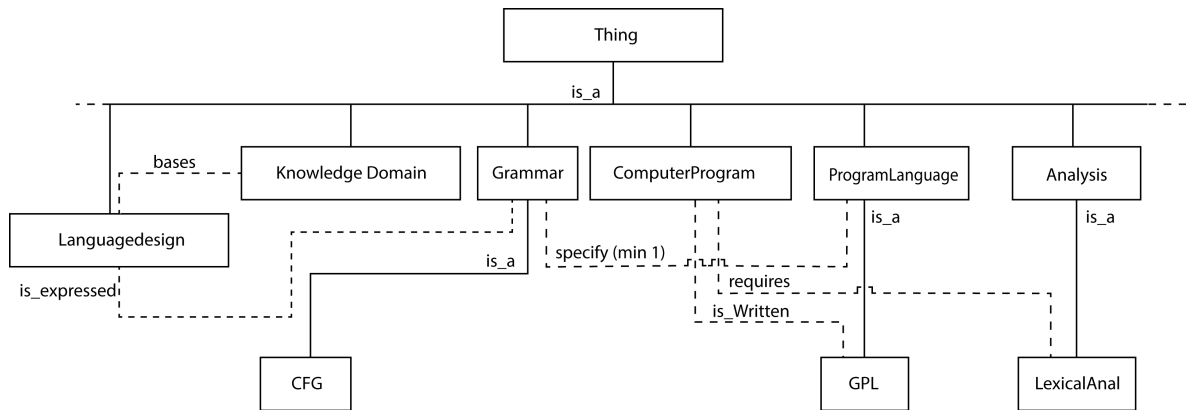 Thing
is_a
bases
Knowledge Domain
Grammar
ComputerProgram
ProgramLanguage
Analysis
Languagedesign
is_a
is_a
specify (min 1)
is_a
is_expressed
requires
is_Written
CFG
GPL
LexicalAnal